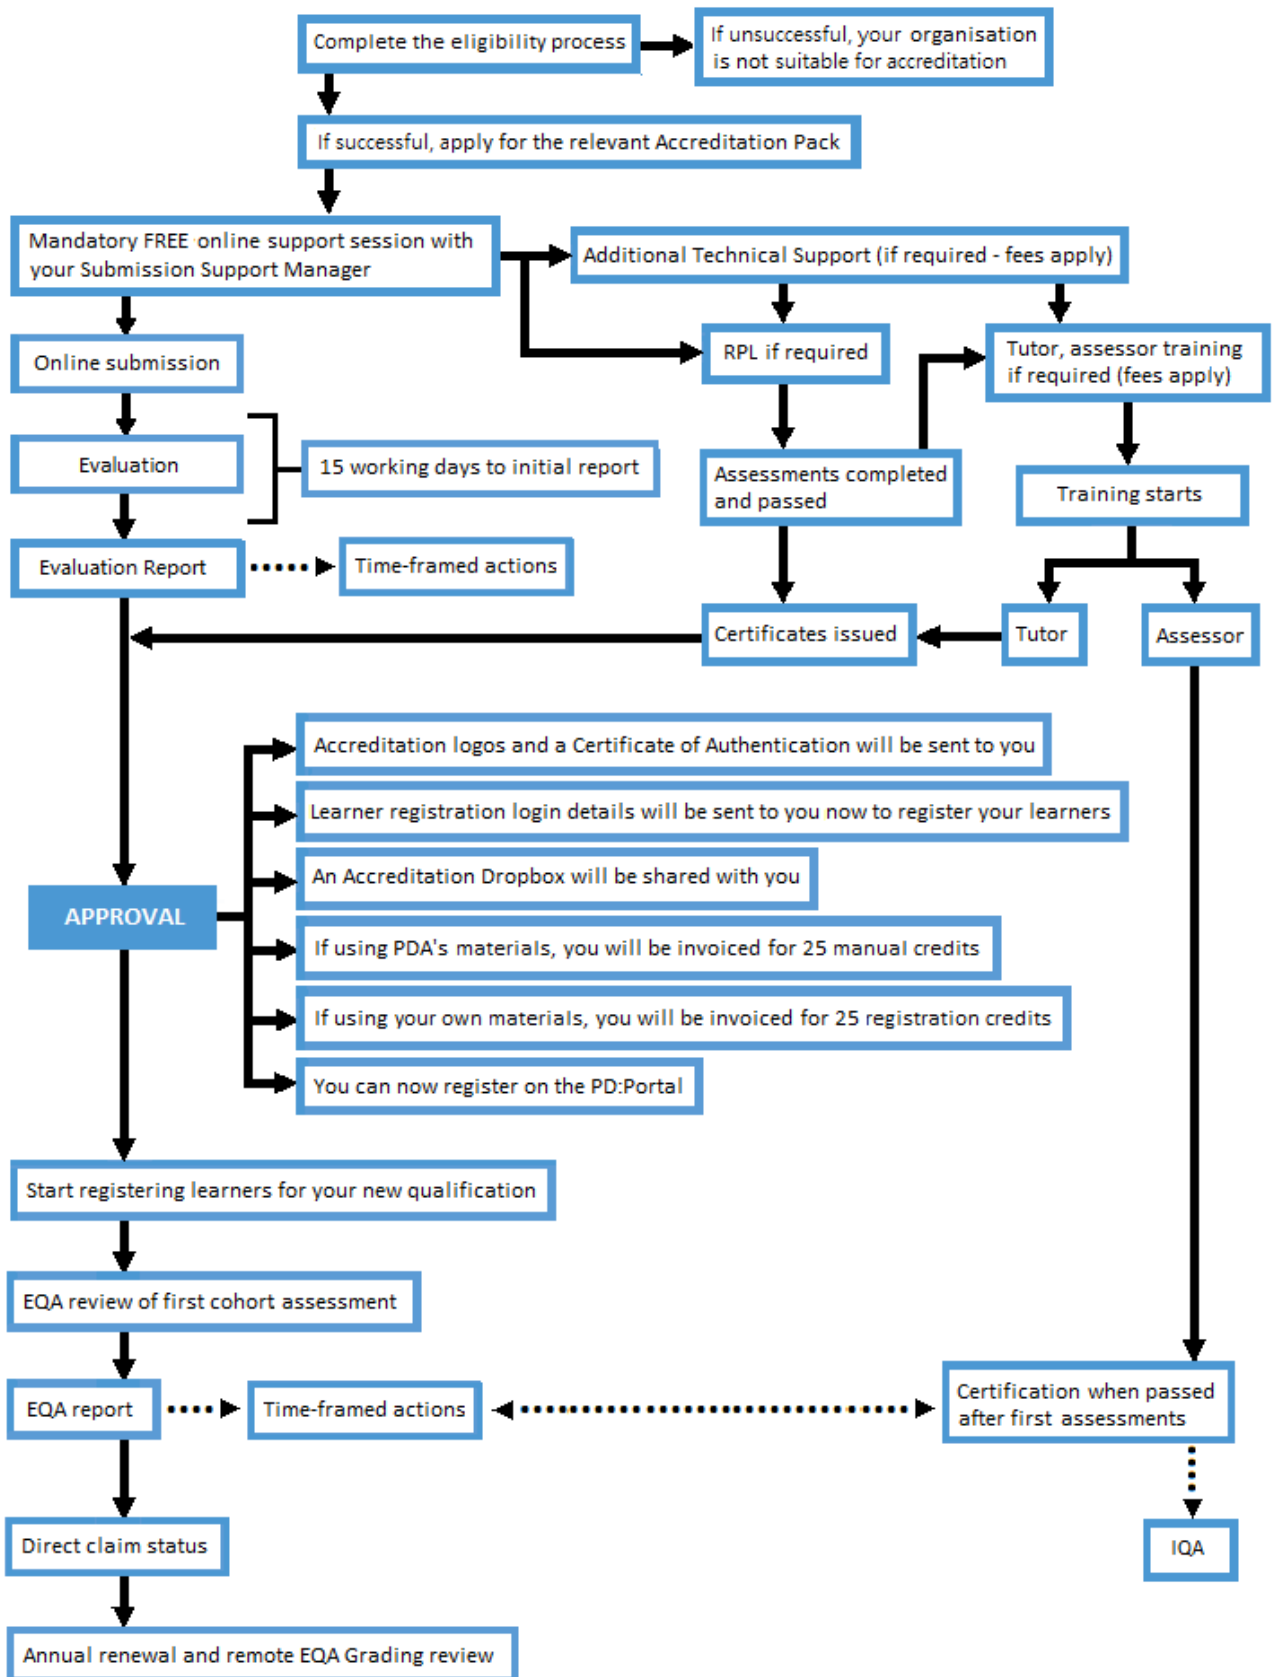 Complete the eligibility process
If unsuccessful, your organisation
is not suitable for accreditation
If successful, apply for the relevant Accreditation Pack
Mandatory FREE online support session with
your Submission Support Manager
Additional Technical Support (if required - fees apply)
Online submission
RPL if required
Tutor, assessor training
if required (fees apply)
Evaluation
15 working days to initial report
Assessments completed
and passed
Training starts
Evaluation Report
Time-framed actions
Certificates issued
Tutor
Assessor
Accreditation logos and a Certificate of Authentication will be sent to you
Learner registration login details will be sent to you now to register your learners
An Accreditation Dropbox will be shared with you
APPROVAL
If using PDA's materials, you will be invoiced for 25 manual credits
If using your own materials, you will be invoiced for 25 registration credits
You can now register on the PD:Portal
Start registering learners for your new qualification
EQA review of first cohort assessment
EQA report
Time-framed actions
Certification when passed
after first assessments
Direct claim status
IQA
Annual renewal and remote EQA Grading review